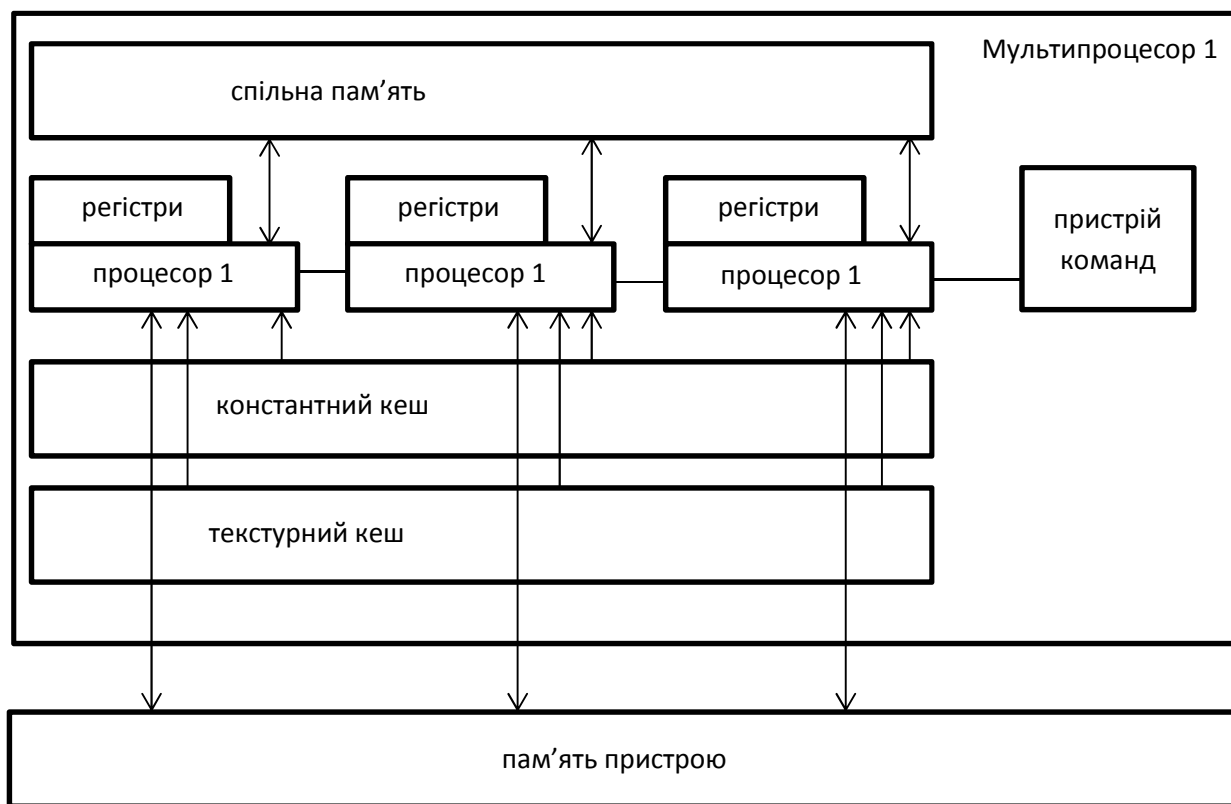 Мультипроцесор 1
спільна пам’ять
регістри
регістри
регістри
процесор 1
процесор 1
процесор 1
пристрій
команд
константний кеш
текстурний кеш
пам’ять пристрою